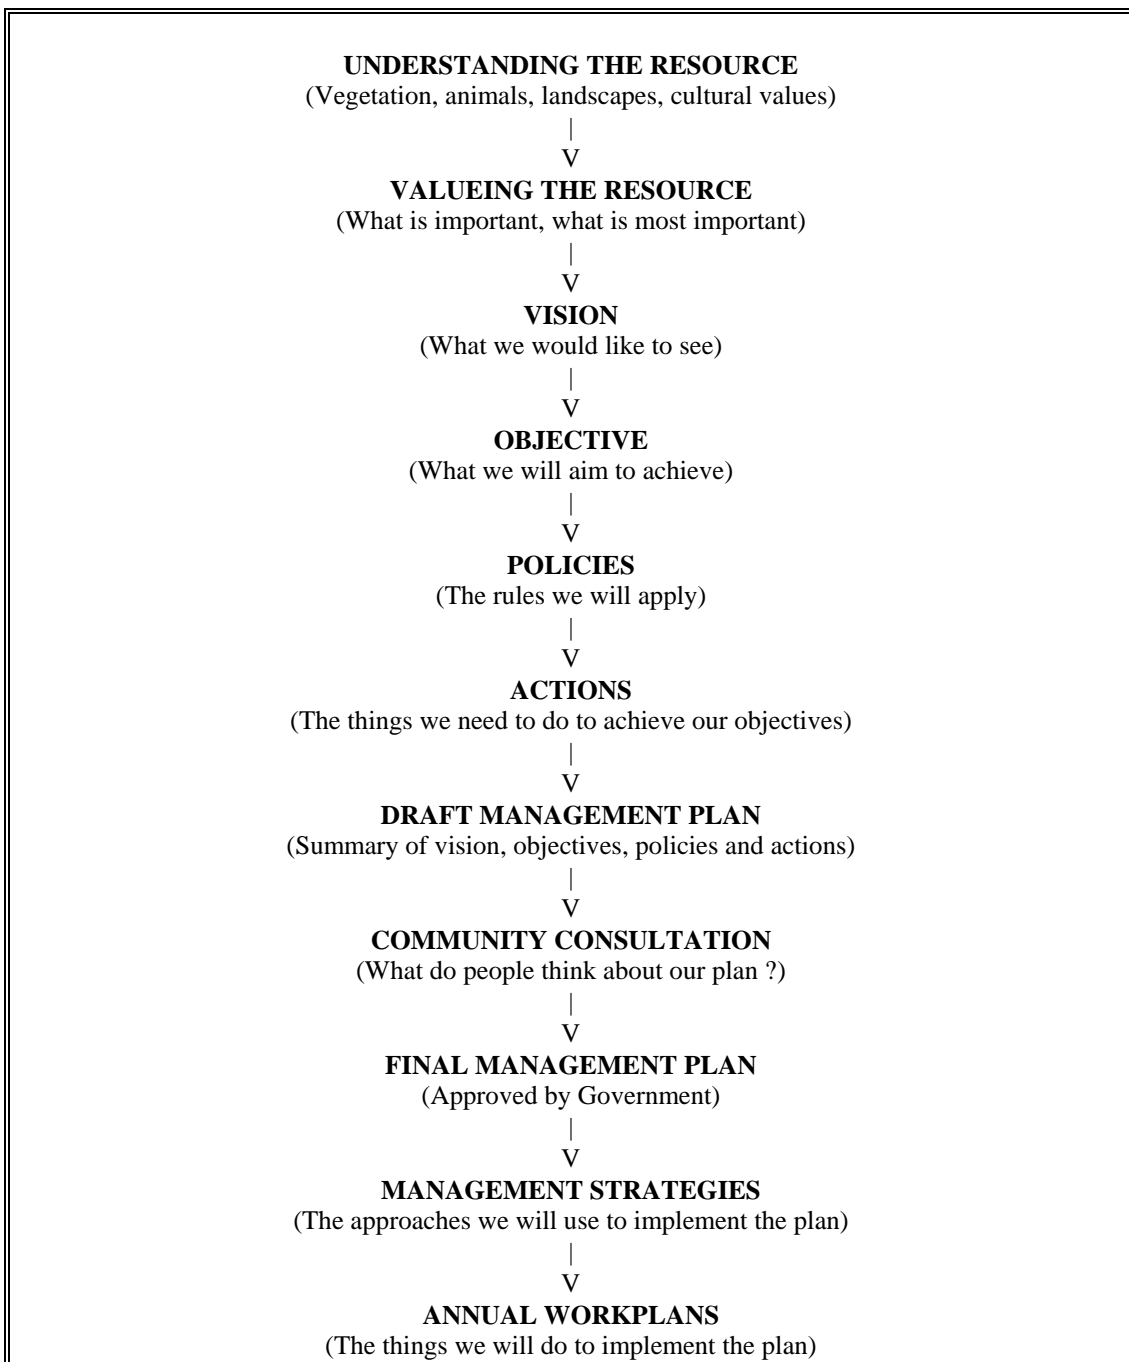 UNDERSTANDING THE RESOURCE
(Vegetation, animals, landscapes, cultural values)
|
V
VALUEING THE RESOURCE
(What is important, what is most important)
|
V
VISION
(What we would like to see)
|
V
OBJECTIVE
(What we will aim to achieve)
|
V
POLICIES
(The rules we will apply)
|
V
ACTIONS
(The things we need to do to achieve our objectives)
|
V
DRAFT MANAGEMENT PLAN
(Summary of vision, objectives, policies and actions)
|
V
COMMUNITY CONSULTATION
(What do people think about our plan ?)
|
V
FINAL MANAGEMENT PLAN
(Approved by Government)
|
V
MANAGEMENT STRATEGIES
(The approaches we will use to implement the plan)
|
V
ANNUAL WORKPLANS
(The things we will do to implement the plan)